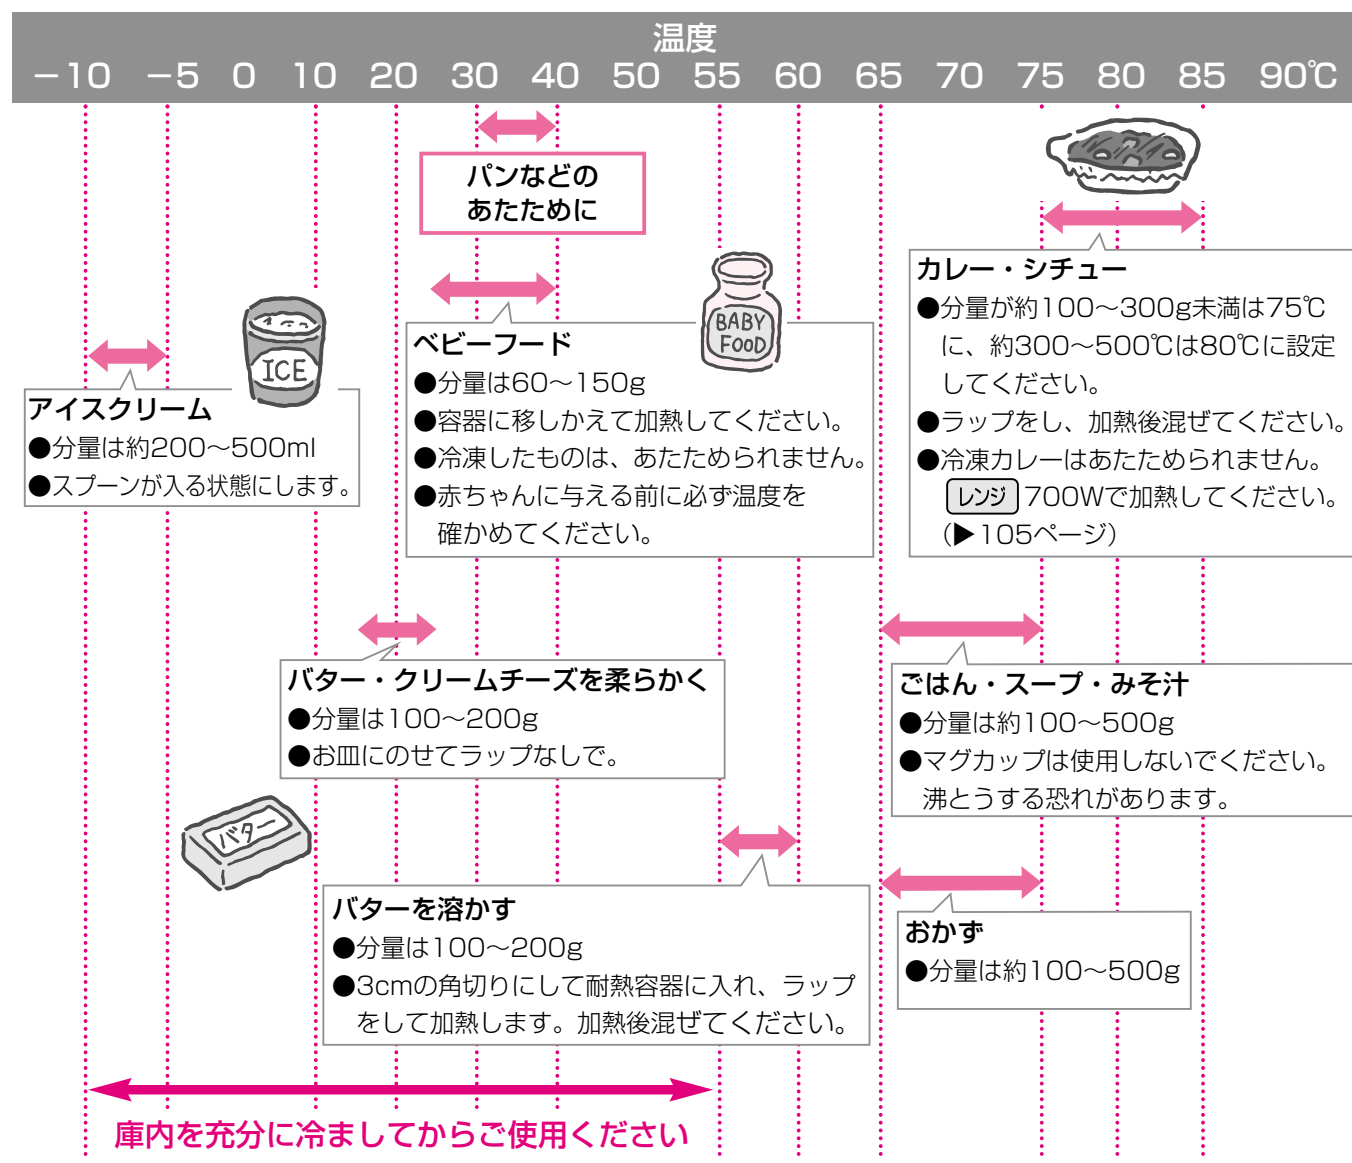 温度
－10 －5 0 10 20 30 40 50 55 60 65 70 75 80 85 90℃
パンなどの
あたために
ICE
アイスクリーム
●分量は約200～500ml
●スプーンが入る状態にします。
BABY
FOOD
ベビーフード
●分量は60～150g
●容器に移しかえて加熱してください。
●冷凍したものは、あたためられません。
●赤ちゃんに与える前に必ず温度を
確かめてください。
カレー・シチュー
●分量が約100～300g未満は75℃
に、約300～500℃は80℃に設定
してください。
●ラップをし、加熱後混ぜてください。
●冷凍カレーはあたためられません。
レンジ 700Wで加熱してください。
（▶105ページ）
バター・クリームチーズを柔らかく
●分量は100～200g
●お皿にのせてラップなしで。
ごはん・スープ・みそ汁
●分量は約100～500g
●マグカップは使用しないでください。
沸とうする恐れがあります。
バター
バターを溶かす
●分量は100～200g
●3cmの角切りにして耐熱容器に入れ、ラップ
をして加熱します。加熱後混ぜてください。
おかず
●分量は約100～500g
庫内を充分に冷ましてからご使用ください